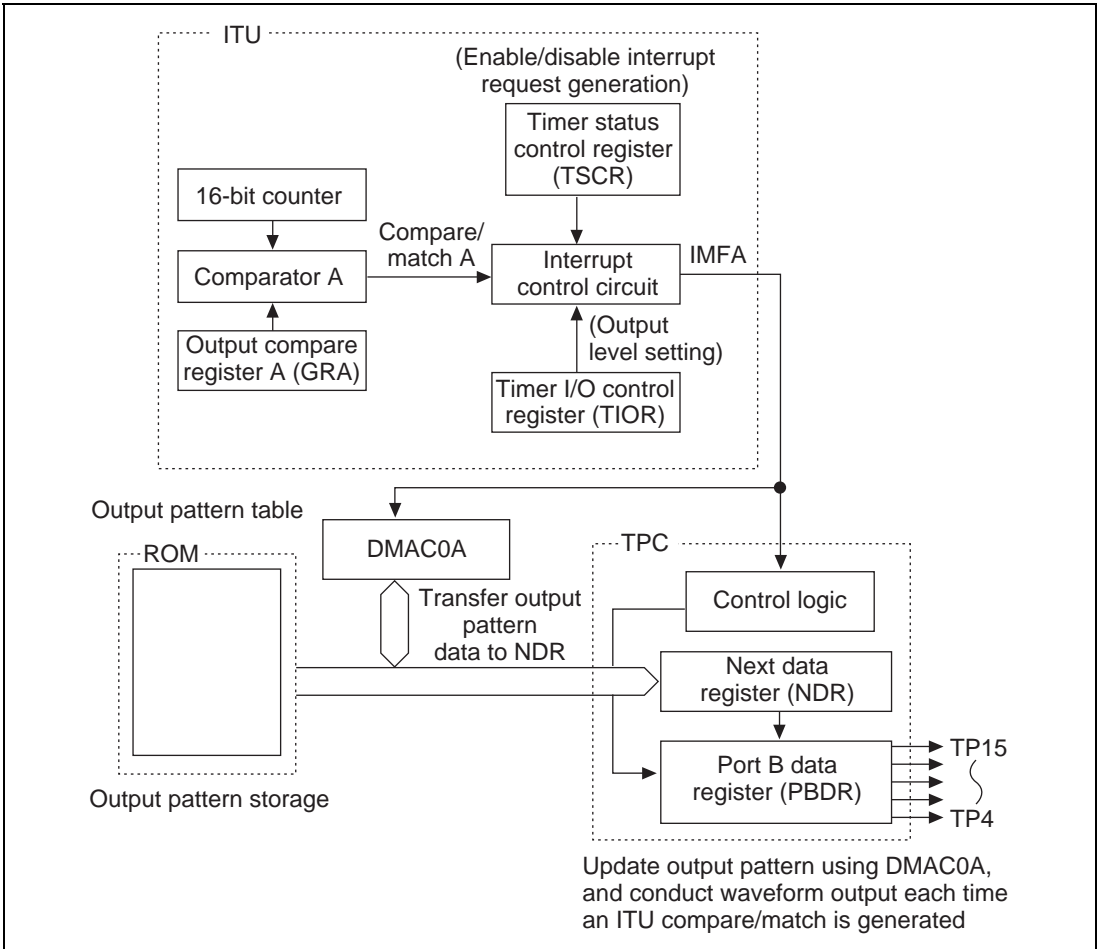 ITU
(Enable/disable interrupt
request generation)
Timer status
control register
(TSCR)
16-bit counter
Compare/
match A
Comparator A
Interrupt
control circuit
IMFA
Output compare
register A (GRA)
(Output
level setting)
Timer I/O control
register (TIOR)
Output pattern table
ROM
DMAC0A
TPC
Transfer output
pattern
data to NDR
Control logic
Next data
register (NDR)
Port B data
register (PBDR)
TP15
TP4
Output pattern storage
Update output pattern using DMAC0A,
and conduct waveform output each time
an ITU compare/match is generated